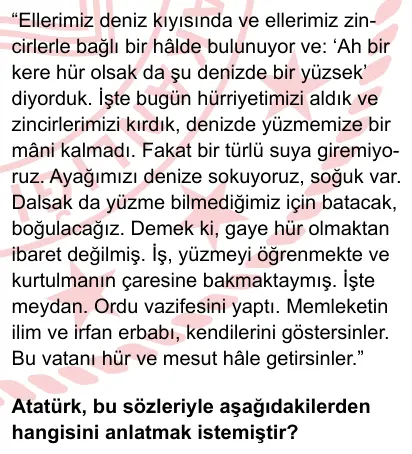 “Ellerimiz deniz kıyısında ve ellerimiz zin-
cirlerle bağlı bir hâlde bulunuyor ve: ‘Ah bir
kere hür olsak da şu denizde bir yüzsek’
diyorduk. İşte bugün hürriyetimizi aldık ve
zincirlerimizi kırdık, denizde yüzmemize bir
mâni kalmadı. Fakat bir türlü suya giremiyo-
ruz. Ayağımızı denize sokuyoruz, soğuk var.
Dalsak da yüzme bilmediğimiz için batacak,
boğulacağız. Demek ki, gaye hür olmaktan
ibaret değilmiş. İş, yüzmeyi öğrenmekte ve
kurtulmanın çaresine bakmaktaymış. İşte
meydan. Ordu vazifesini yaptı. Memleketin
ilim ve irfan erbabı, kendilerini göstersinler.
Bu vatanı hür ve mesut hâle getirsinler.”
Atatürk, bu sözleriyle aşağıdakilerden
hangisini anlatmak istemiştir?